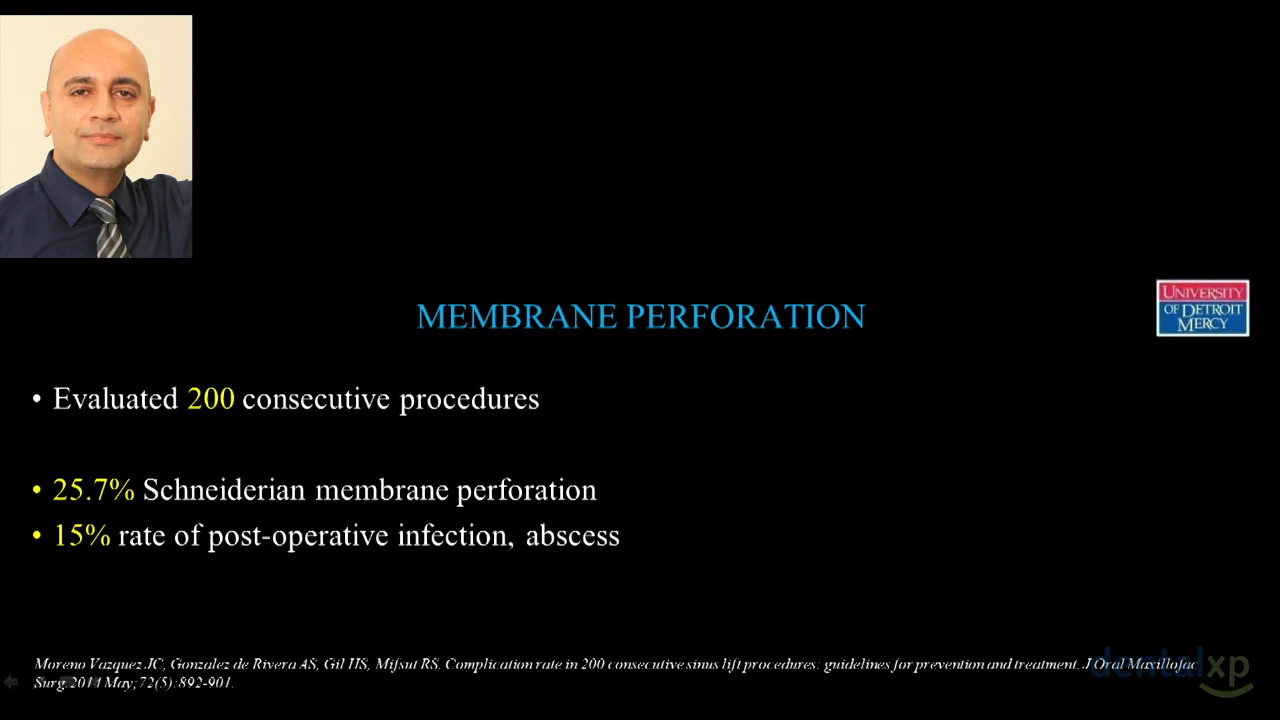 MEMBRANE PERFORATION
UNIVERSITY
OF DETROIT
MERCY
• Evaluated 200 consecutive procedures
• 25.7% Schneiderian membrane perforation
• 15% rate of post-operative infection, abscess
Moreno Vazquez JC, Gonzalez de Rivera AS, Gil HS, Mifsut RS. Complication rate in 200 consecutive sinus lift procedures: guidelines for prevention and treatment. J Oral Maxillofac
Surg.2014 May;72(5):892-901.
dentalxp